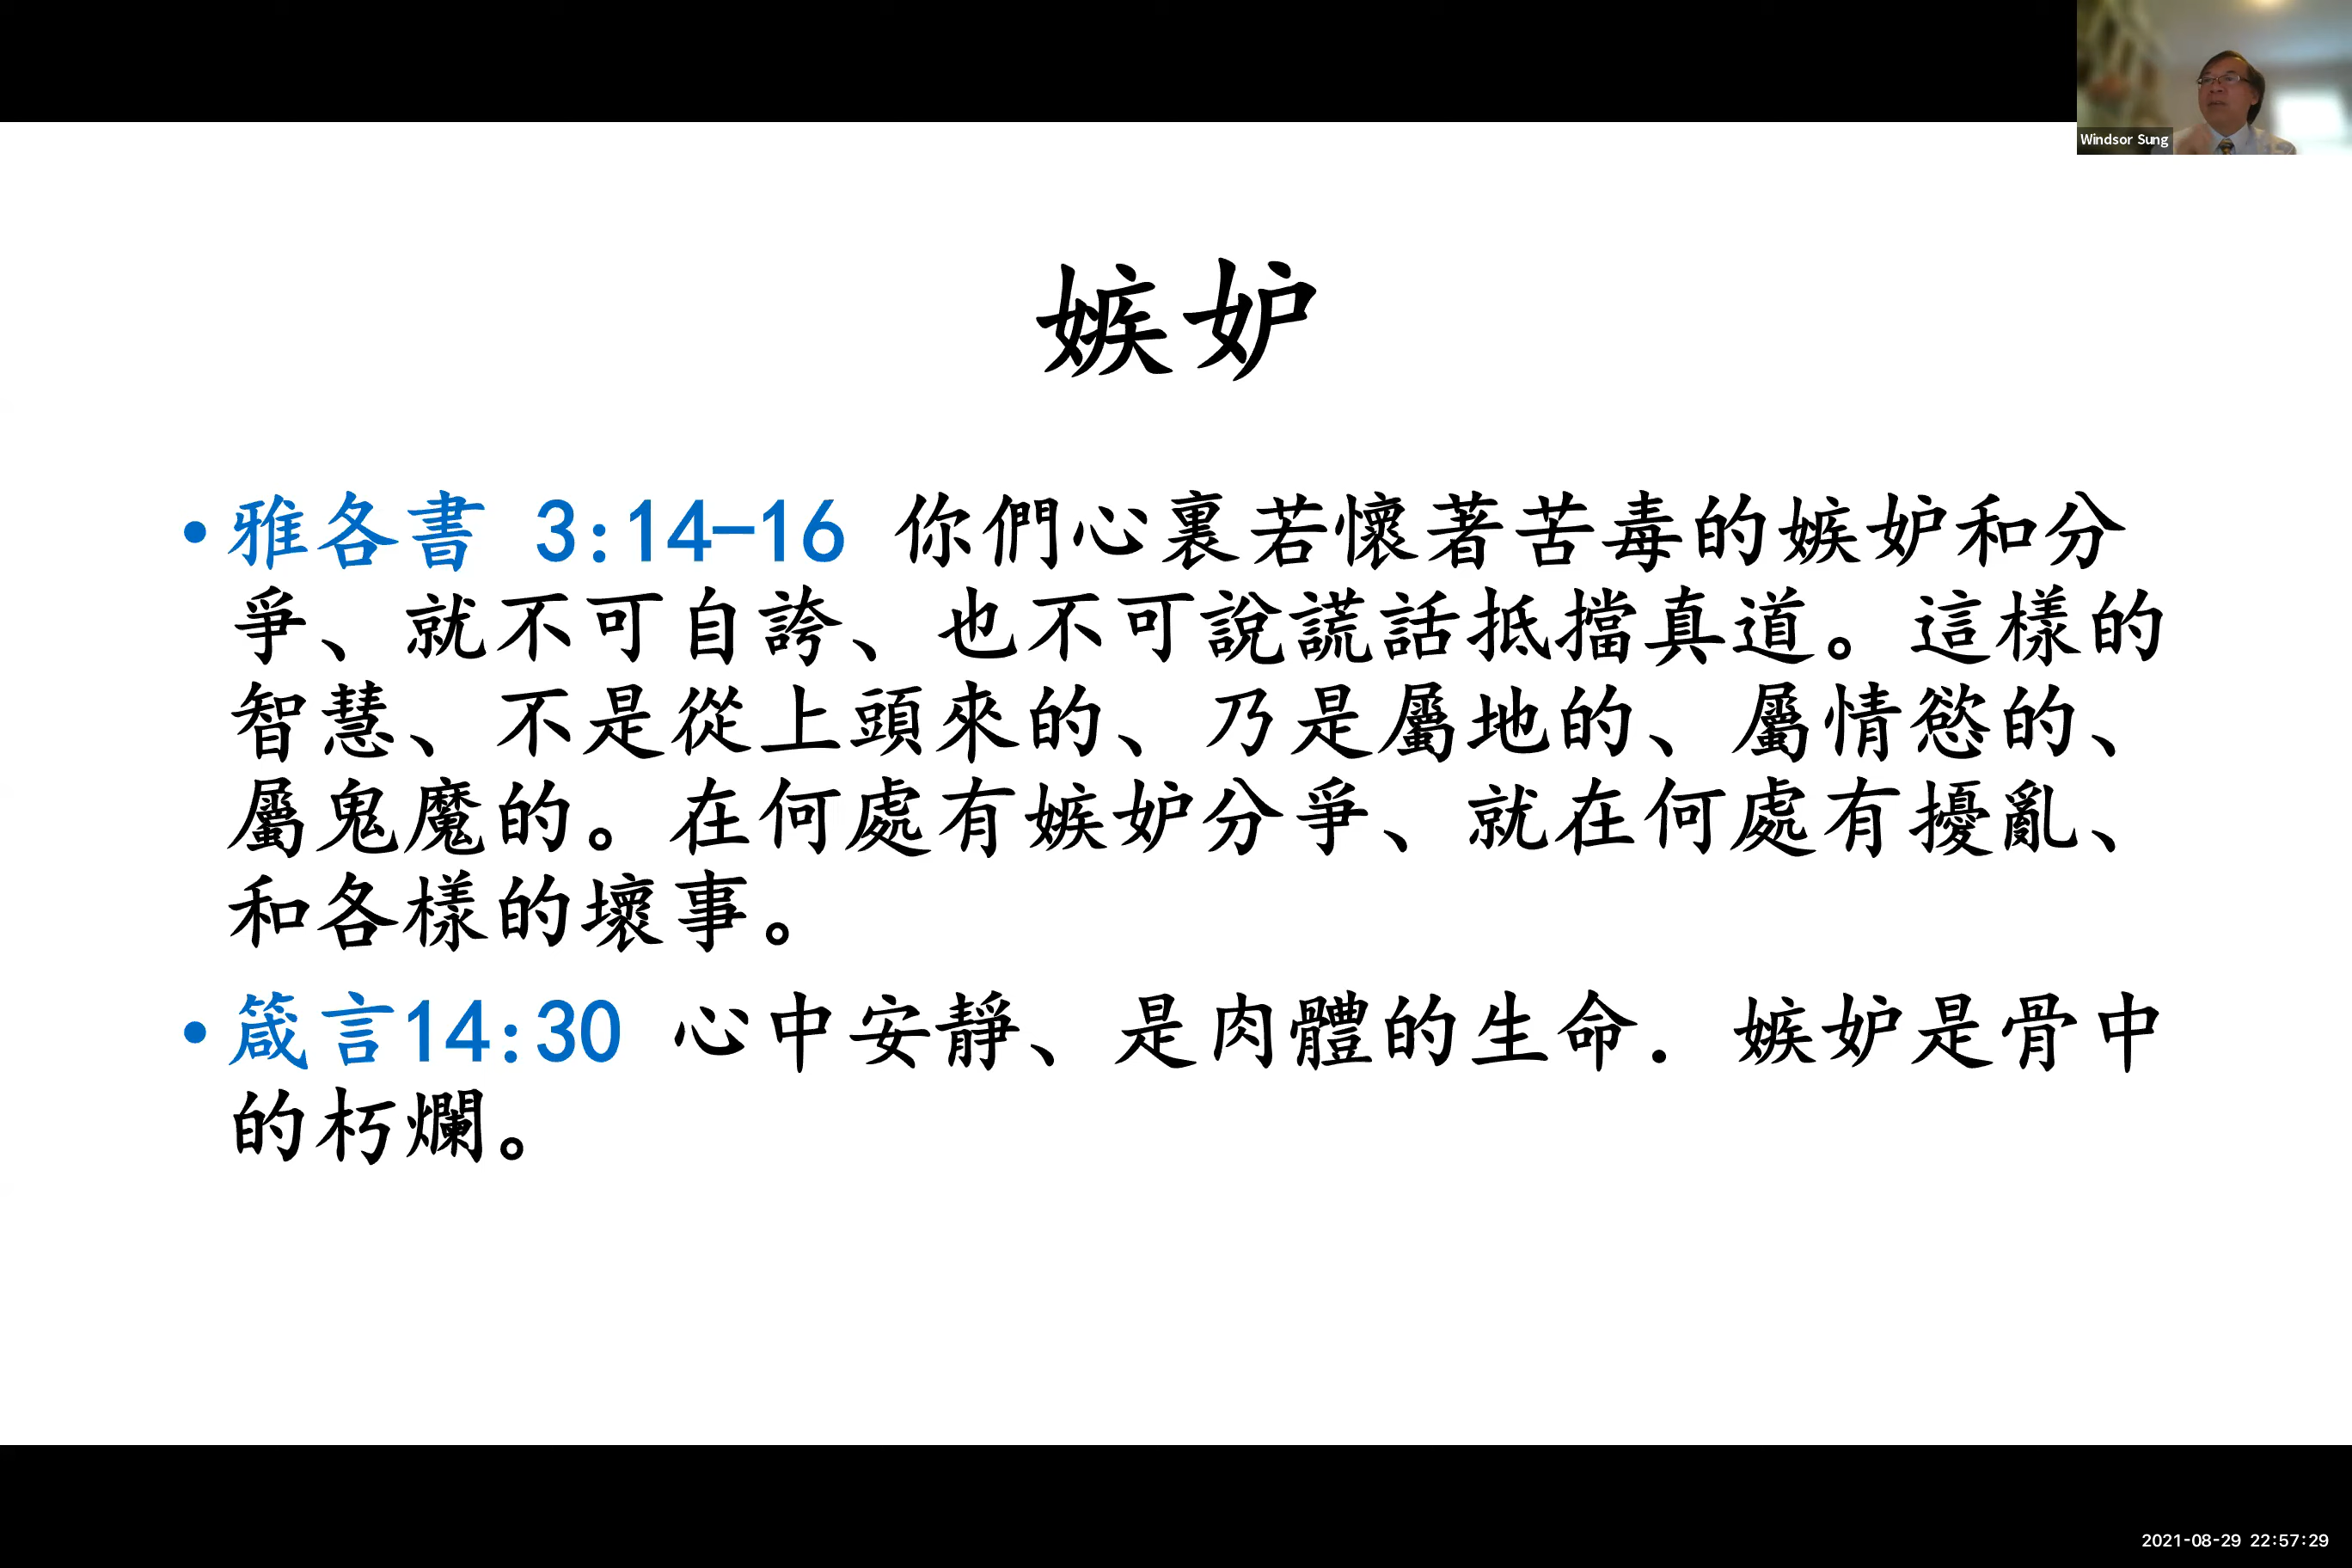 Windsor Sung
嫉妒
• 雅各書 3:14-16 你們心裏若懷著苦毒的嫉妒和分
爭、就不可自誇、也不可說謊話抵擋真道。這樣的
智慧、不是從上頭來的、乃是屬地的、屬情慾的、
屬鬼魔的。在何處有嫉妒分爭、就在何處有擾亂、
和各樣的壞事。
• 箴言14:30 心中安靜、是肉體的生命．嫉妒是骨中
的朽爛。
2021-08-29 22:57:29